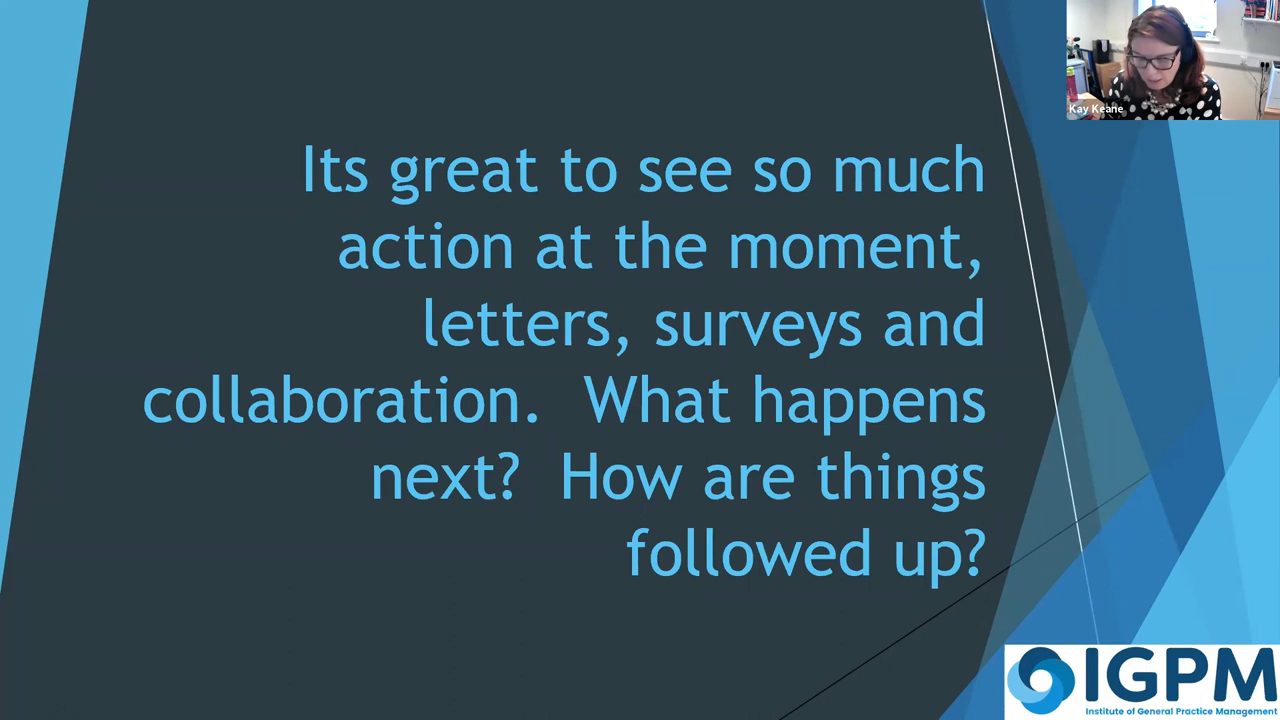 Kay Keane
Its great to see so much
action at the moment,
letters, surveys and
collaboration.  What happens
next?  How are things
followed up?
IGPM
Institute of General Practice Management